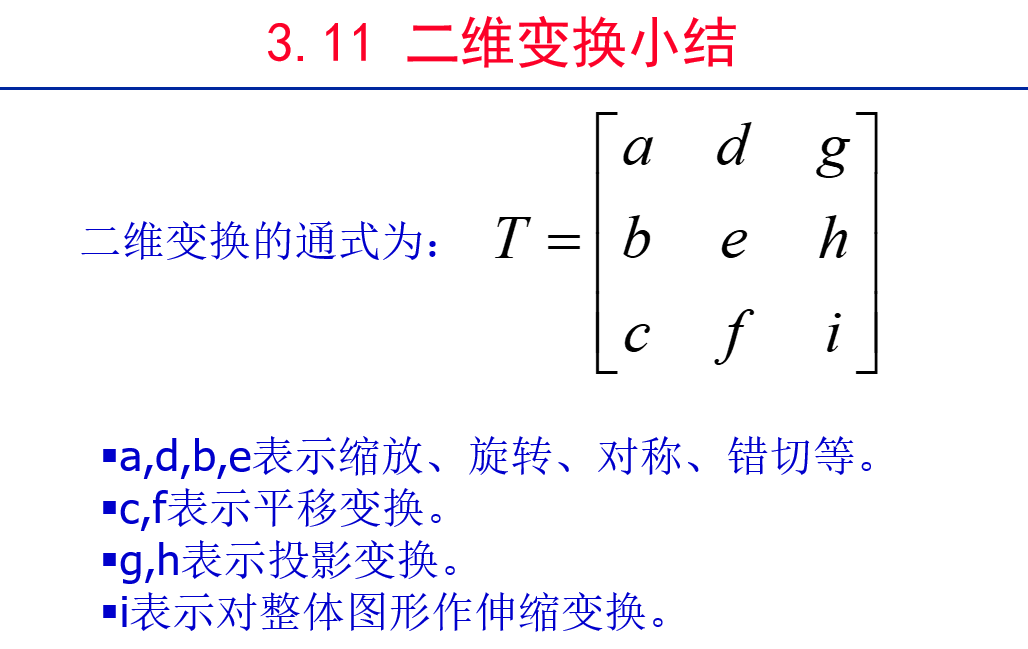 3.11 二维变换小结
a d g
二维变换的通式为： T = b e h
c f i
▪a,d,b,e表示缩放、旋转、对称、错切等。
▪c,f表示平移变换。
▪g,h表示投影变换。
▪i表示对整体图形作伸缩变换。